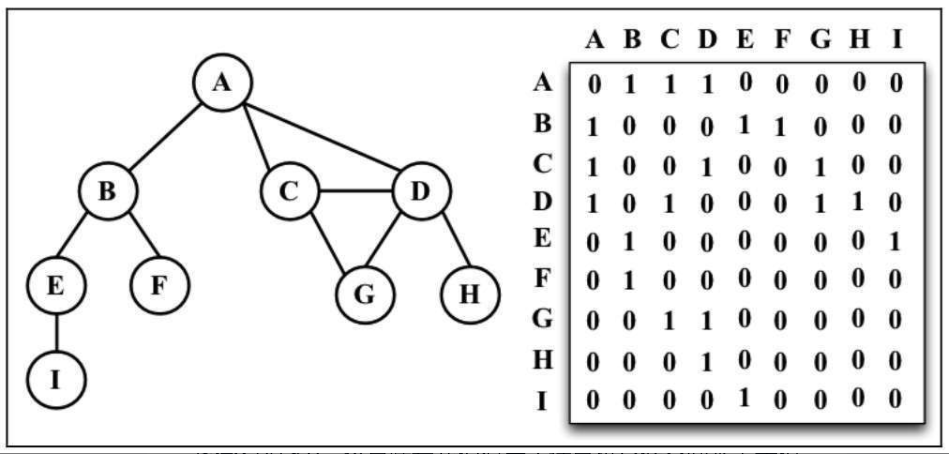 A
B C D
E F G H
I
A B C D E F G H I
A 0 1 1 1 0 0 0 0 0
B 1 0 0 0 1 1 0 0 0
C 1 0 0 1 0 0 1 0 0
D 1 0 1 0 0 0 1 1 0
E 0 1 0 0 0 0 0 0 1
F 0 1 0 0 0 0 0 0 0
G 0 0 1 1 0 0 0 0 0
H 0 0 0 1 0 0 0 0 0
I 0 0 0 0 1 0 0 0 0